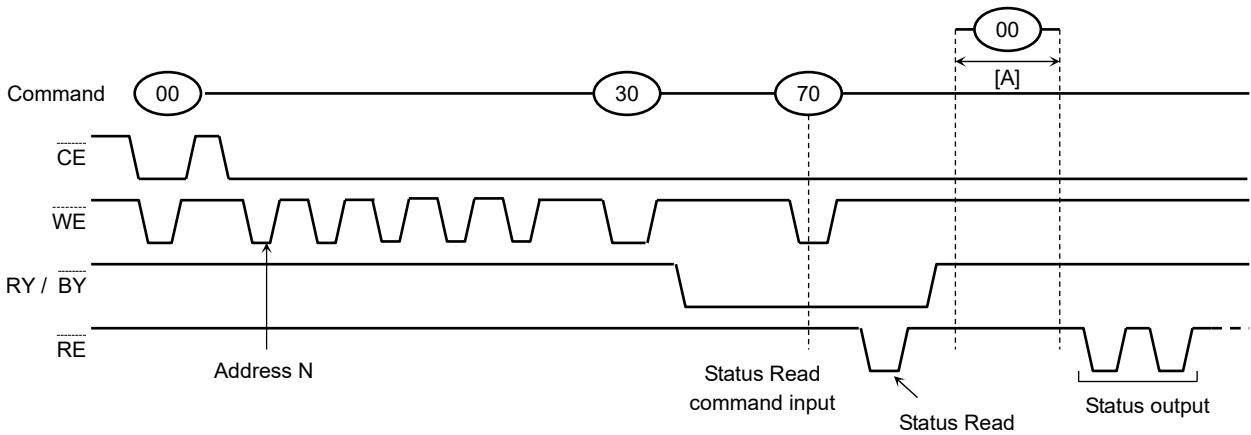 00
[A]
Command 00 30 70
CE
WE
RY / BY
RE
Address N
Status Read
command input
Status Read
Status output